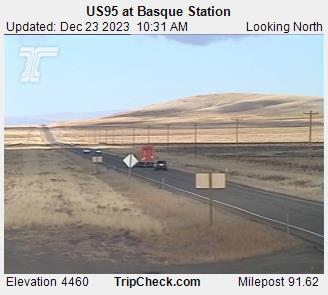 US95 at Basque Station
Updated: Dec 23 2023 10:31 AM Looking North
Elevation 4460 TripCheck.com Milepost 91.62